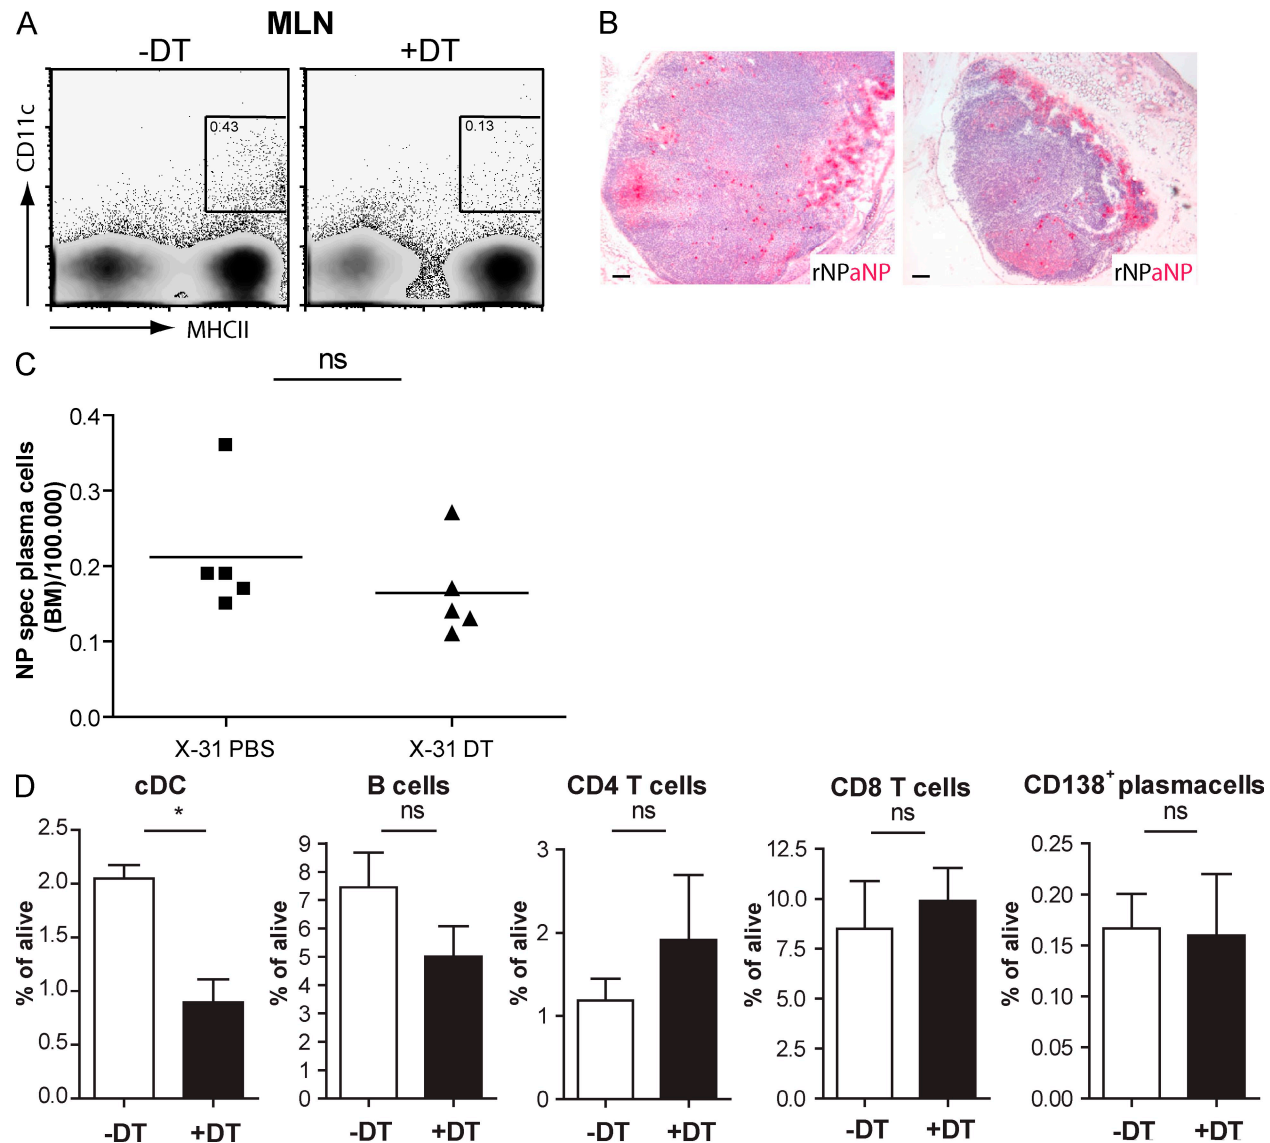 A
MLN
B
-DT
+DT
CD11c
0.43
0.13
MHCII
rNPaNP
rNPaNP
C
ns
NP spec plasma cells
(BM)/100.000)
0.4
0.3
0.2
0.1
0.0
X-31 PBS
X-31 DT
D
cDC
*
% of alive
2.5
2.0
1.5
1.0
0.5
0.0
-DT
+DT
B cells
ns
% of alive
9
8
7
6
5
4
3
2
1
0
-DT
+DT
CD4 T cells
ns
% of alive
3
2
1
0
-DT
+DT
CD8 T cells
ns
% of alive
12.5
10.0
7.5
5.0
2.5
0.0
-DT
+DT
CD138+ plasmacells
ns
% of alive
0.25
0.20
0.15
0.10
0.05
0.00
-DT
+DT